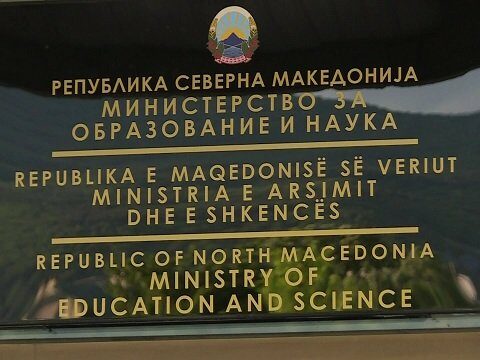 РЕПУБЛИКА СЕВЕРНА МАКЕДОНИЈА
МИНИСТЕРСТВО ЗА
ОБРАЗОВАНИЕ И НАУКА
REPUBLIKA E MAQEDONISË SË VERIUT
MINISTRIA E ARSIMIT
DHE E SHKENCËS
REPUBLIC OF NORTH MACEDONIA
MINISTRY OF
EDUCATION AND SCIENCE